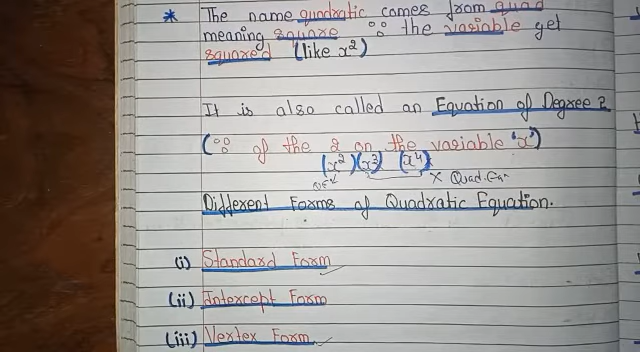 * The name quadratic comes from quad
meaning square ∵ the variable get
squared (like x²)
It is also called an Equation of Degree 2
(∵ of the 2 on the variable 'x')
(x²)(x³) (x⁴)
X Quad.
Different Forms of Quadratic Equation.
(i) Standard Form
(ii) Intercept Form
(iii) Vertex Form